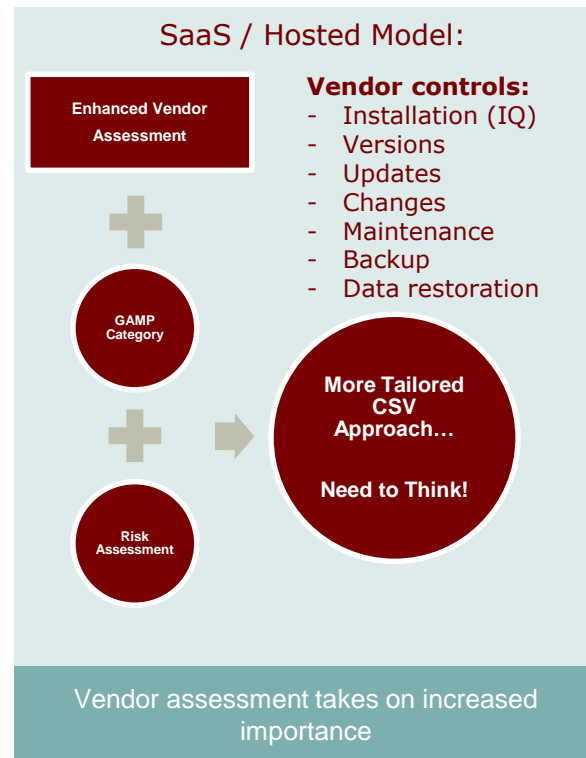 SaaS / Hosted Model:
Enhanced Vendor
Assessment
Vendor controls:
- Installation (IQ)
- Versions
- Updates
- Changes
- Maintenance
- Backup
- Data restoration
GAMP
Category
More Tailored
CSV
Approach…
Need to Think!
Risk
Assessment
Vendor assessment takes on increased
importance